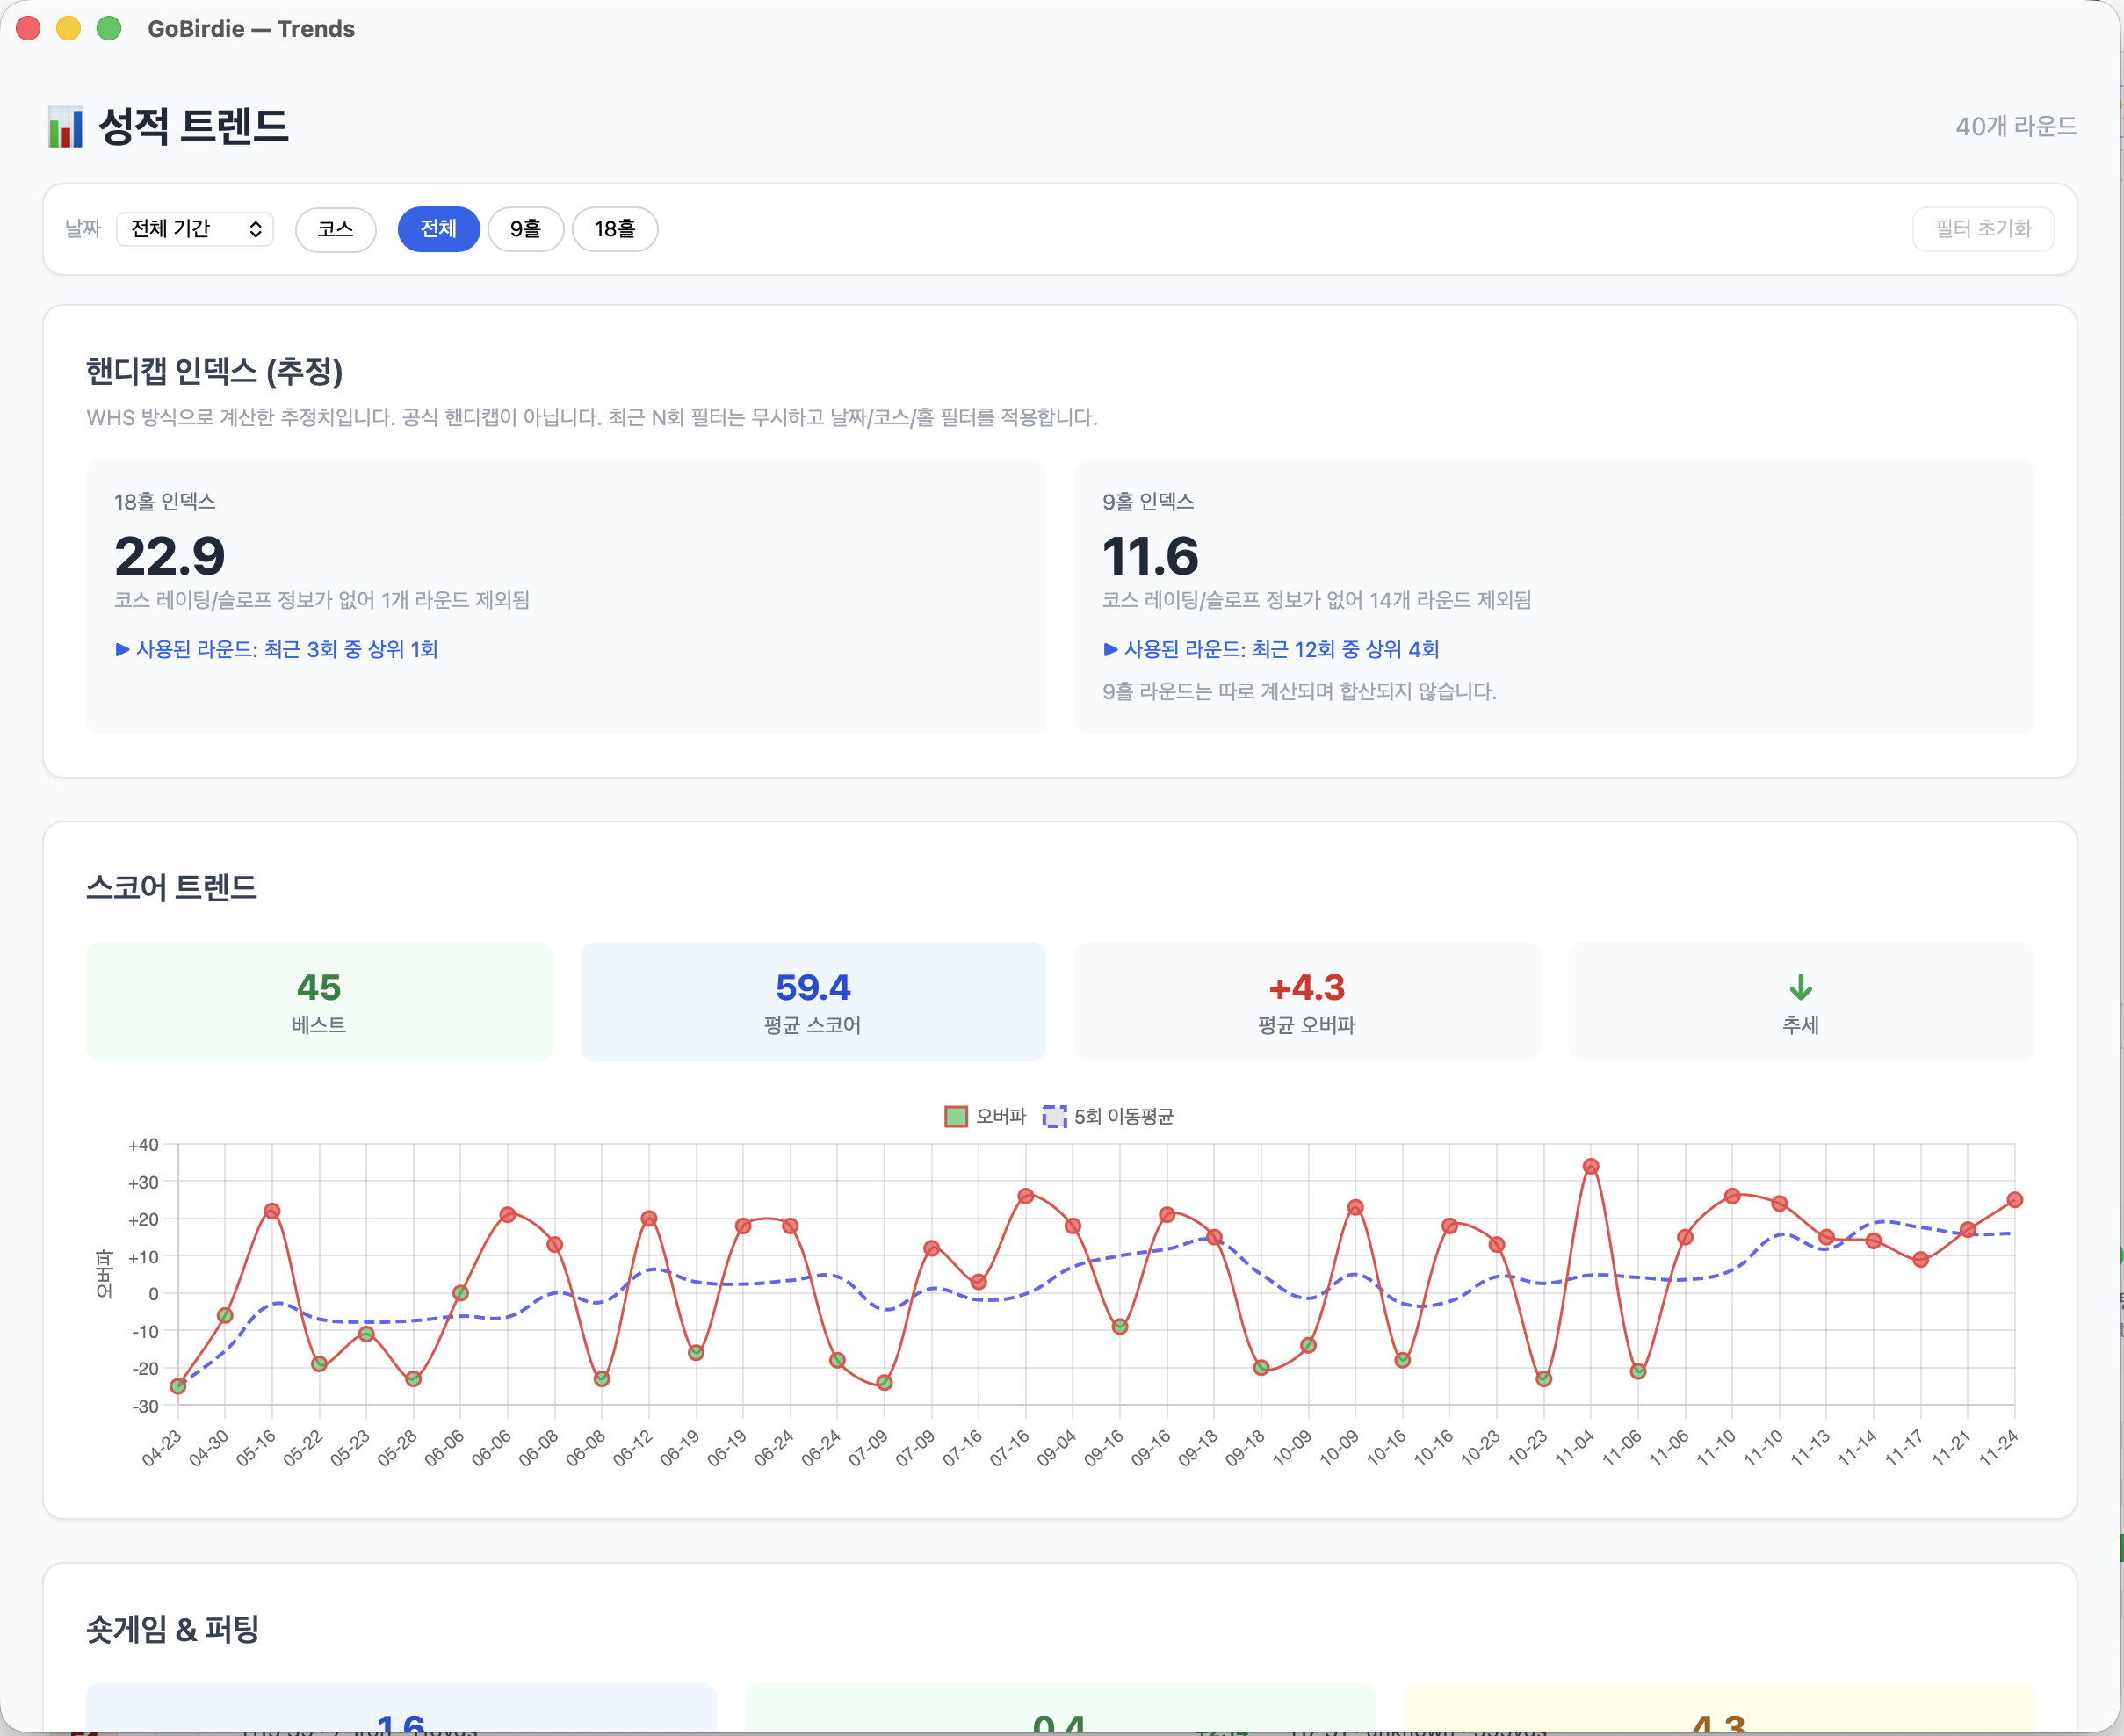 GoBirdie — Trends
성적 트렌드
40개 라운드
날짜 전체 기간 코스 전체 9홀 18홀 필터 초기화
핸디캡 인덱스 (추정)
WHS 방식으로 계산한 추정치입니다. 공식 핸디캡이 아닙니다. 최근 N회 필터는 무시하고 날짜/코스/홀 필터를 적용합니다.
18홀 인덱스
22.9
코스 레이팅/슬로프 정보가 없어 1개 라운드 제외됨
▶ 사용된 라운드: 최근 3회 중 상위 1회
9홀 인덱스
11.6
코스 레이팅/슬로프 정보가 없어 14개 라운드 제외됨
▶ 사용된 라운드: 최근 12회 중 상위 4회
9홀 라운드는 따로 계산되며 합산되지 않습니다.
스코어 트렌드
45
베스트
59.4
평균 스코어
+4.3
평균 오버파
↓
추세
오버파 5회 이동평균
오버파
+40
+30
+20
+10
0
-10
-20
-30
04-23 04-30 05-16 05-22 05-23 05-28 06-06 06-06 06-08 06-08 06-12 06-19 06-19 06-24 06-24 07-09 07-09 07-16 07-16 09-04 09-16 09-16 09-18 09-18 10-09 10-09 10-16 10-16 10-23 10-23 11-04 11-06 11-06 11-10 11-10 11-13 11-14 11-17 11-21 11-24
숏게임 & 퍼팅
1.6
0.4
4.3